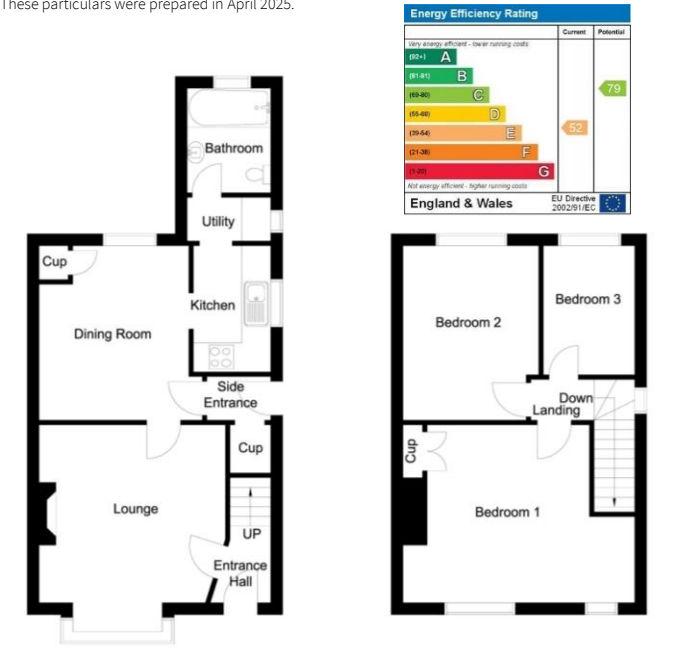 These particulars were prepared in April 2025.
Energy Efficiency Rating
Current Potential
Very energy efficient - lower running costs
(92+) A
(81-91) B
(69-80) C
(55-68) D
(39-54) E
(21-38) F
(1-20) G
79
52
Not energy efficient - higher running costs
England & Wales
EU Directive
2002/91/EC
Bathroom
Utility
Cup
Kitchen
Dining Room
Side
Entrance
Cup
Lounge
UP
Entrance
Hall
Bedroom 3
Bedroom 2
Down
Landing
Cup
Bedroom 1